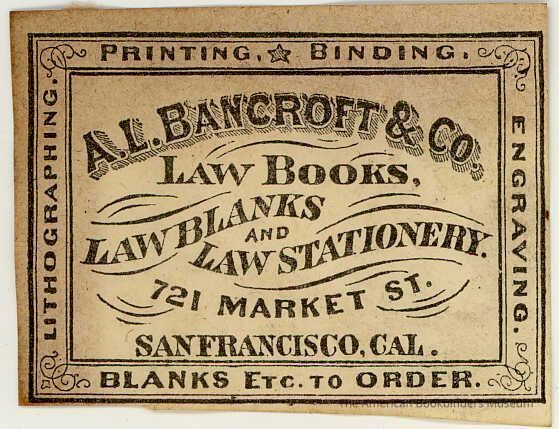 PRINTING. ☆ BINDING.
LITHOGRAPHING.
ENGRAVING.
A.L. BANCROFT & CO.
LAW BOOKS,
LAW BLANKS
AND
LAW STATIONERY.
721 MARKET ST.
SANFRANCISCO, CAL.
BLANKS ETC. TO ORDER.
The American Bookbinders Museum